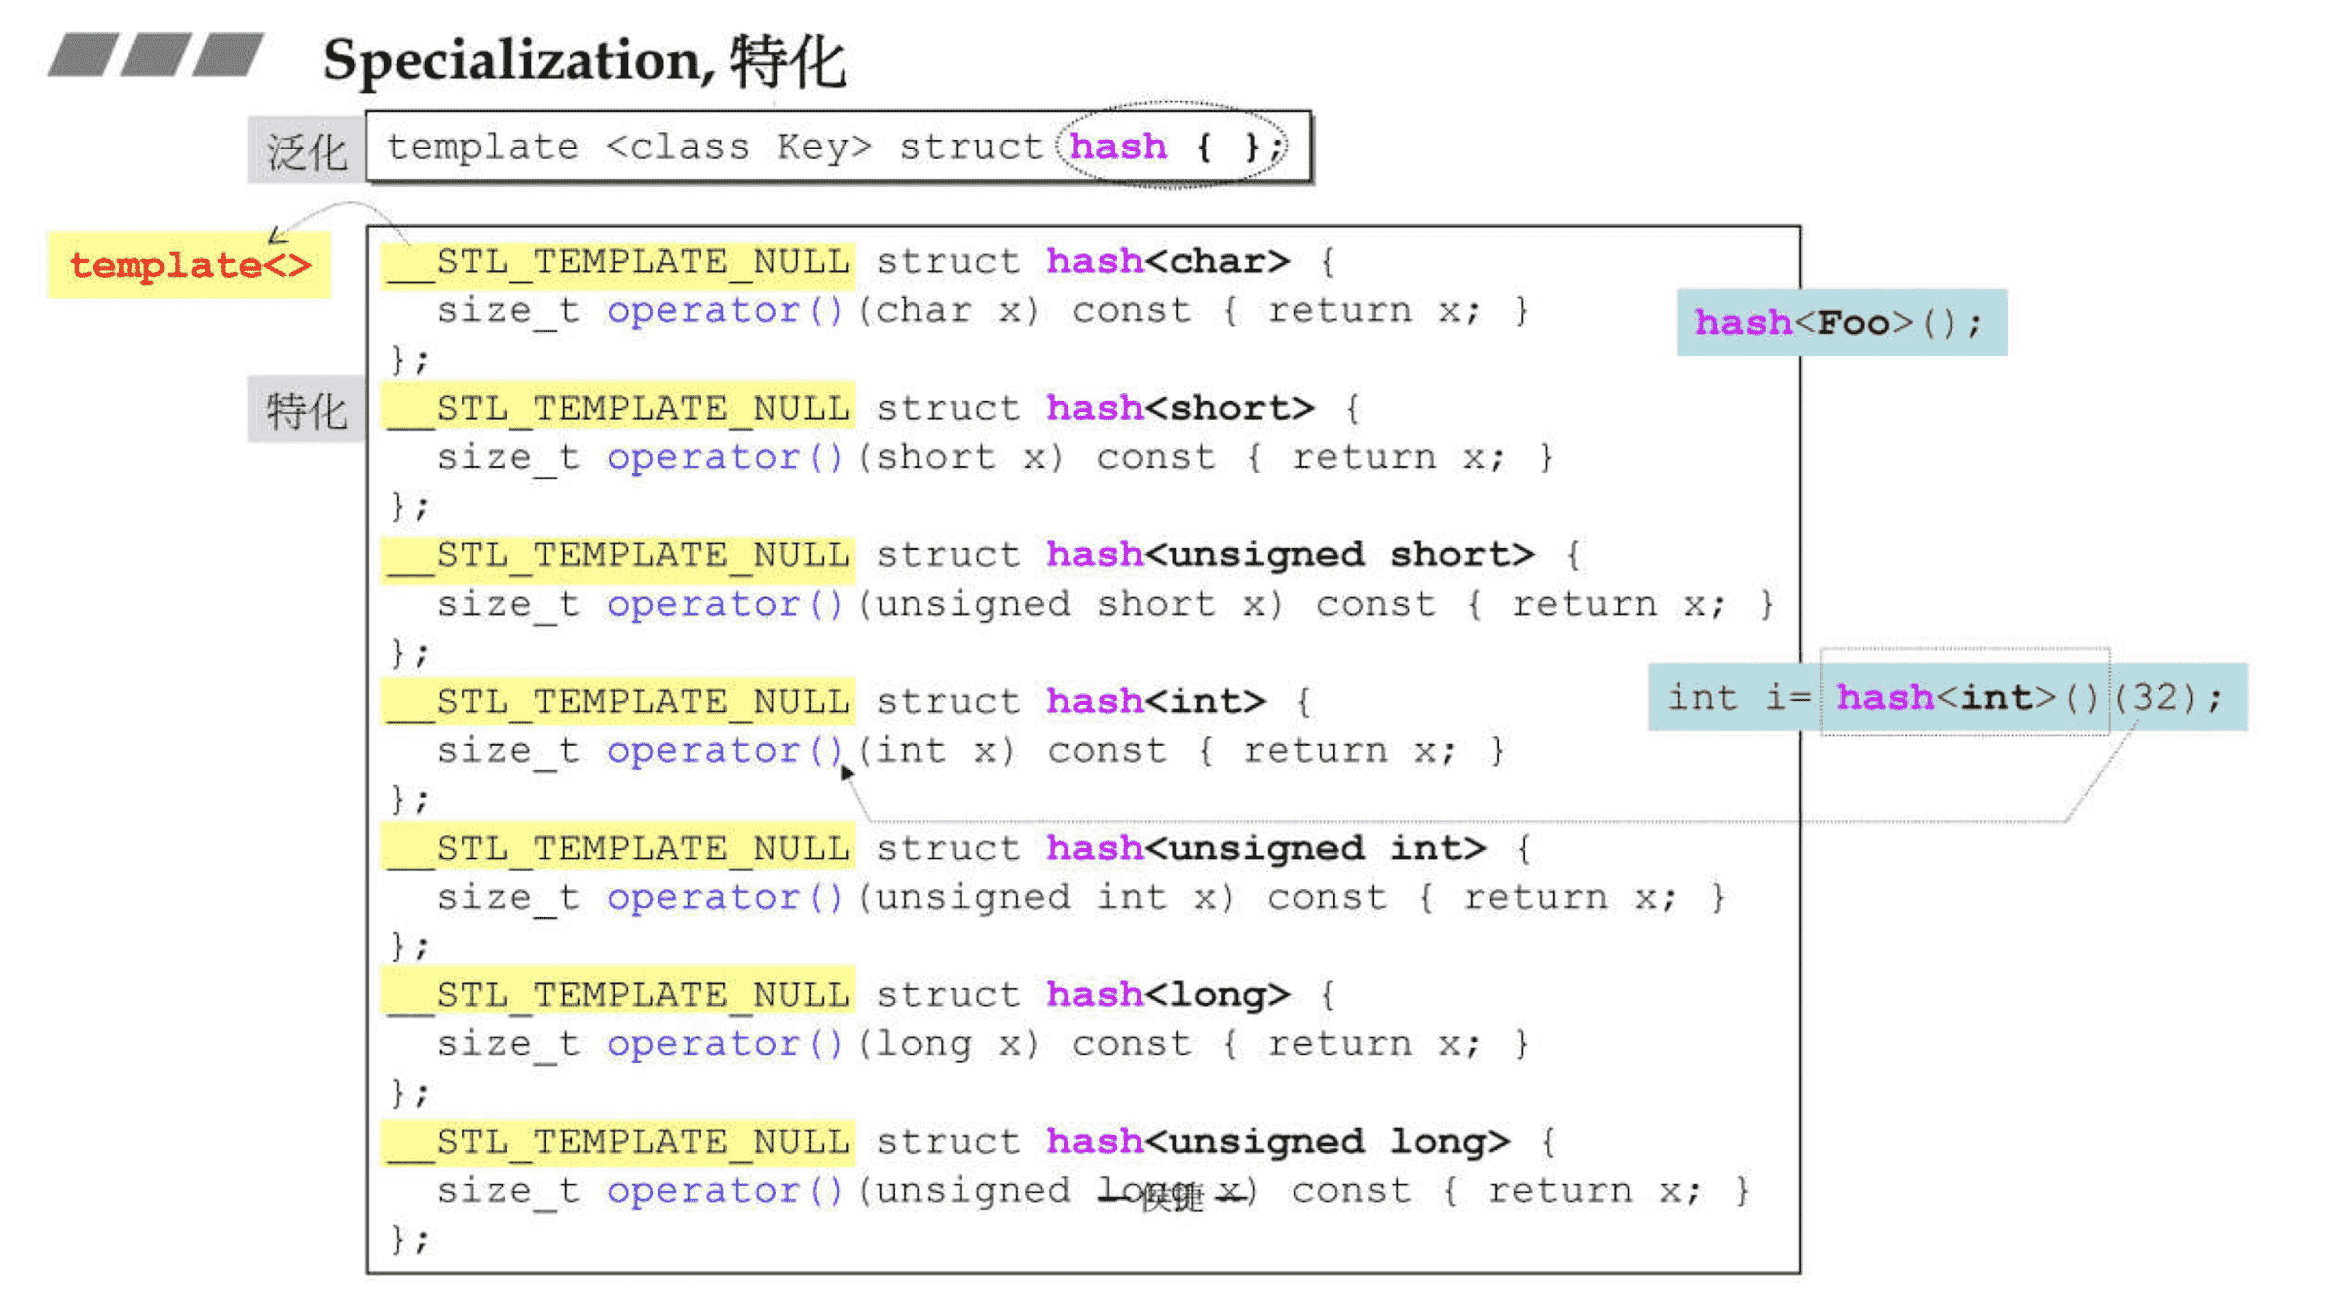 Specialization, 特化
泛化
template <class Key> struct hash { };
template<>
__STL_TEMPLATE_NULL struct hash<char> {
size_t operator()(char x) const { return x; }
};
hash<Foo>();
特化
__STL_TEMPLATE_NULL struct hash<short> {
size_t operator()(short x) const { return x; }
};
__STL_TEMPLATE_NULL struct hash<unsigned short> {
size_t operator()(unsigned short x) const { return x; }
};
__STL_TEMPLATE_NULL struct hash<int> {
size_t operator()(int x) const { return x; }
};
int i= hash<int>()(32);
__STL_TEMPLATE_NULL struct hash<unsigned int> {
size_t operator()(unsigned int x) const { return x; }
};
__STL_TEMPLATE_NULL struct hash<long> {
size_t operator()(long x) const { return x; }
};
__STL_TEMPLATE_NULL struct hash<unsigned long> {
size_t operator()(unsigned long x) const { return x; }
— 侯捷 —
};